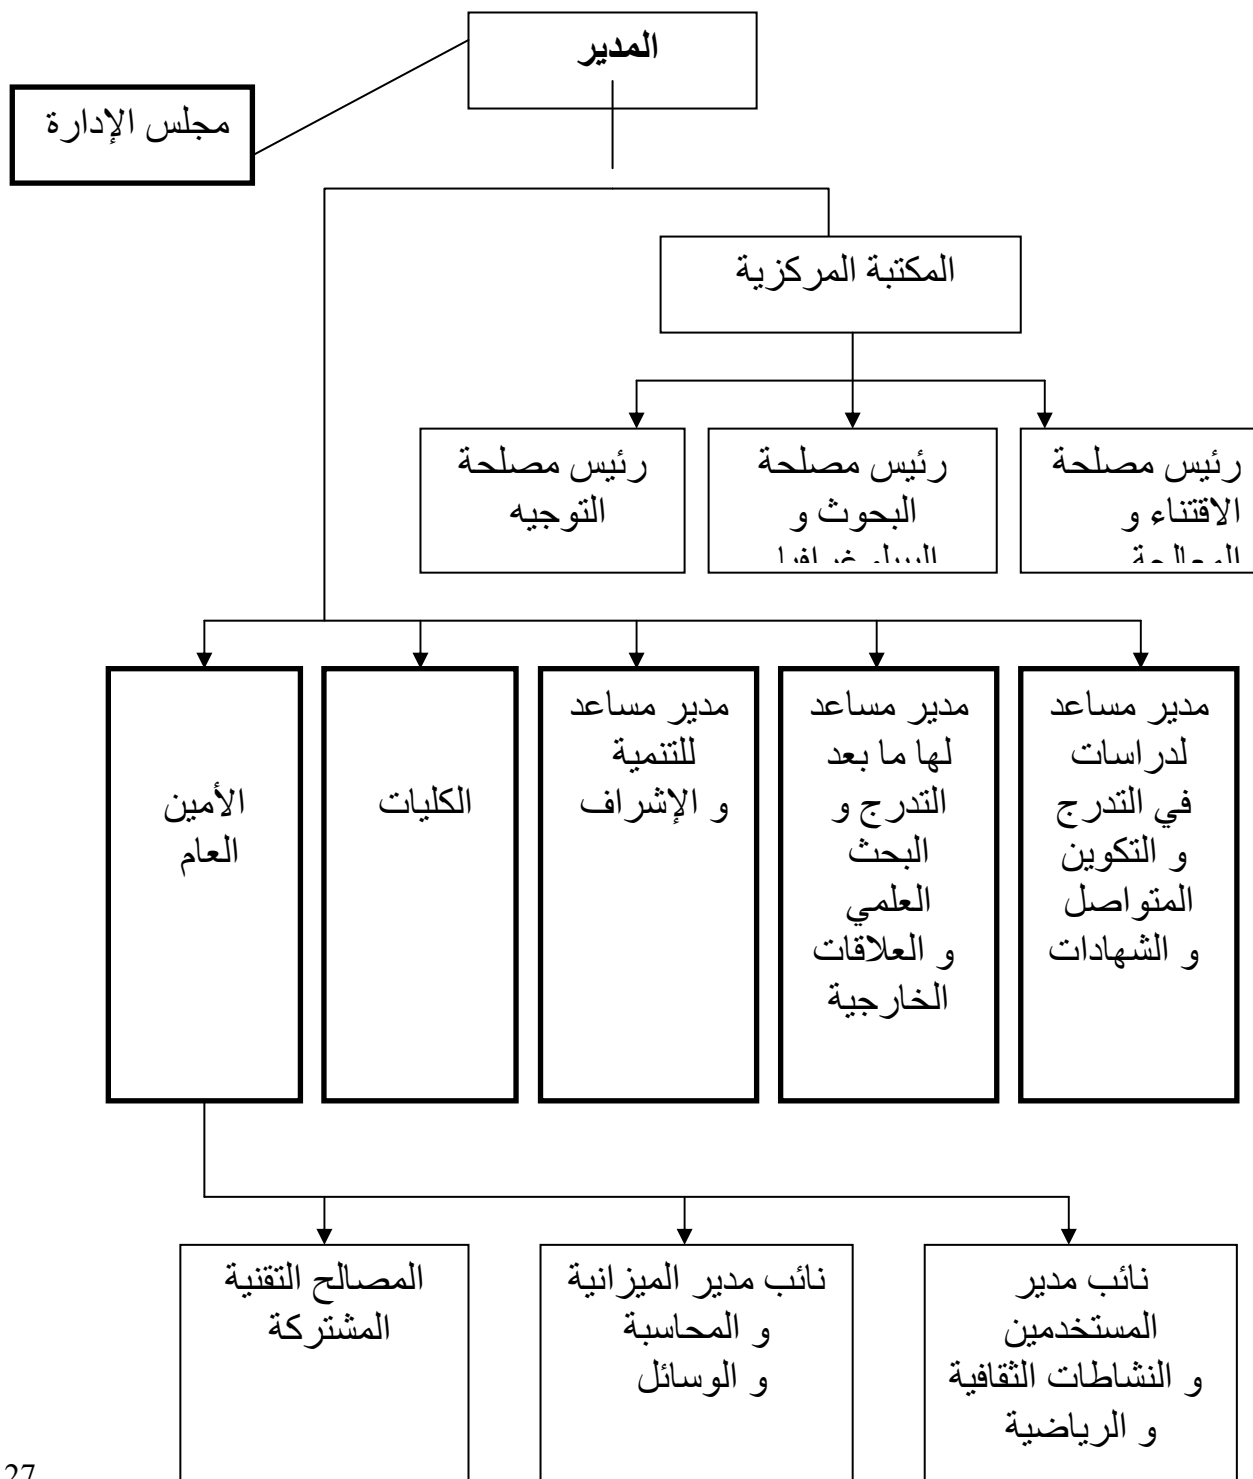 المدير
مجلس الإدارة
المكتبة المركزية
رئيس مصلحة
الاقتناء و
المعالجة
رئيس مصلحة
البحوث و
الببليوغرافيا
رئيس مصلحة
التوجيه
مدير مساعد
لدراسات
في التدرج
و التكوين
المتواصل
و الشهادات
مدير مساعد
لها ما بعد
التدرج و
البحث
العلمي
و العلاقات
الخارجية
مدير مساعد
للتنمية
و الإشراف
الكليات
الأمين
العام
نائب مدير
المستخدمين
و النشاطات الثقافية
و الرياضية
نائب مدير الميزانية
و المحاسبة
و الوسائل
المصالح التقنية
المشتركة
27